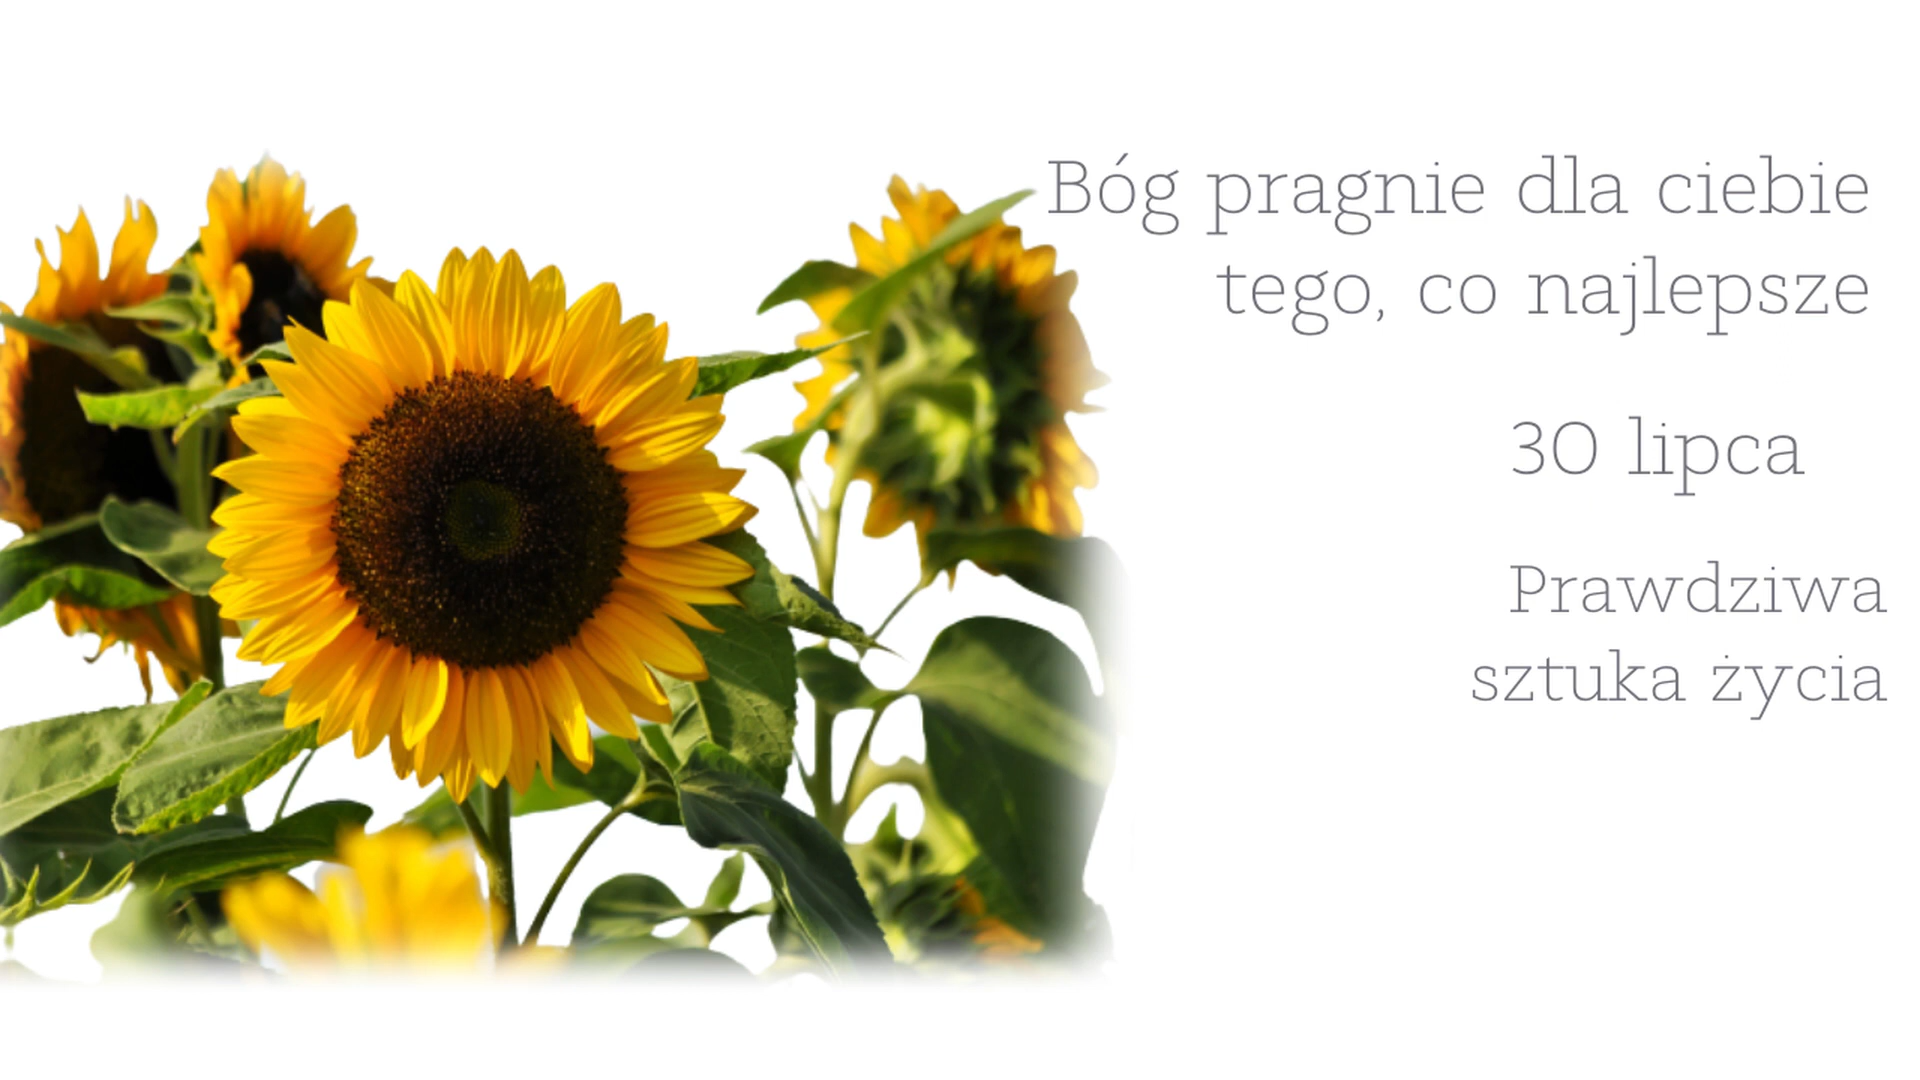 Bóg pragnie dla ciebie
tego, co najlepsze
30 lipca
Prawdziwa
sztuka życia